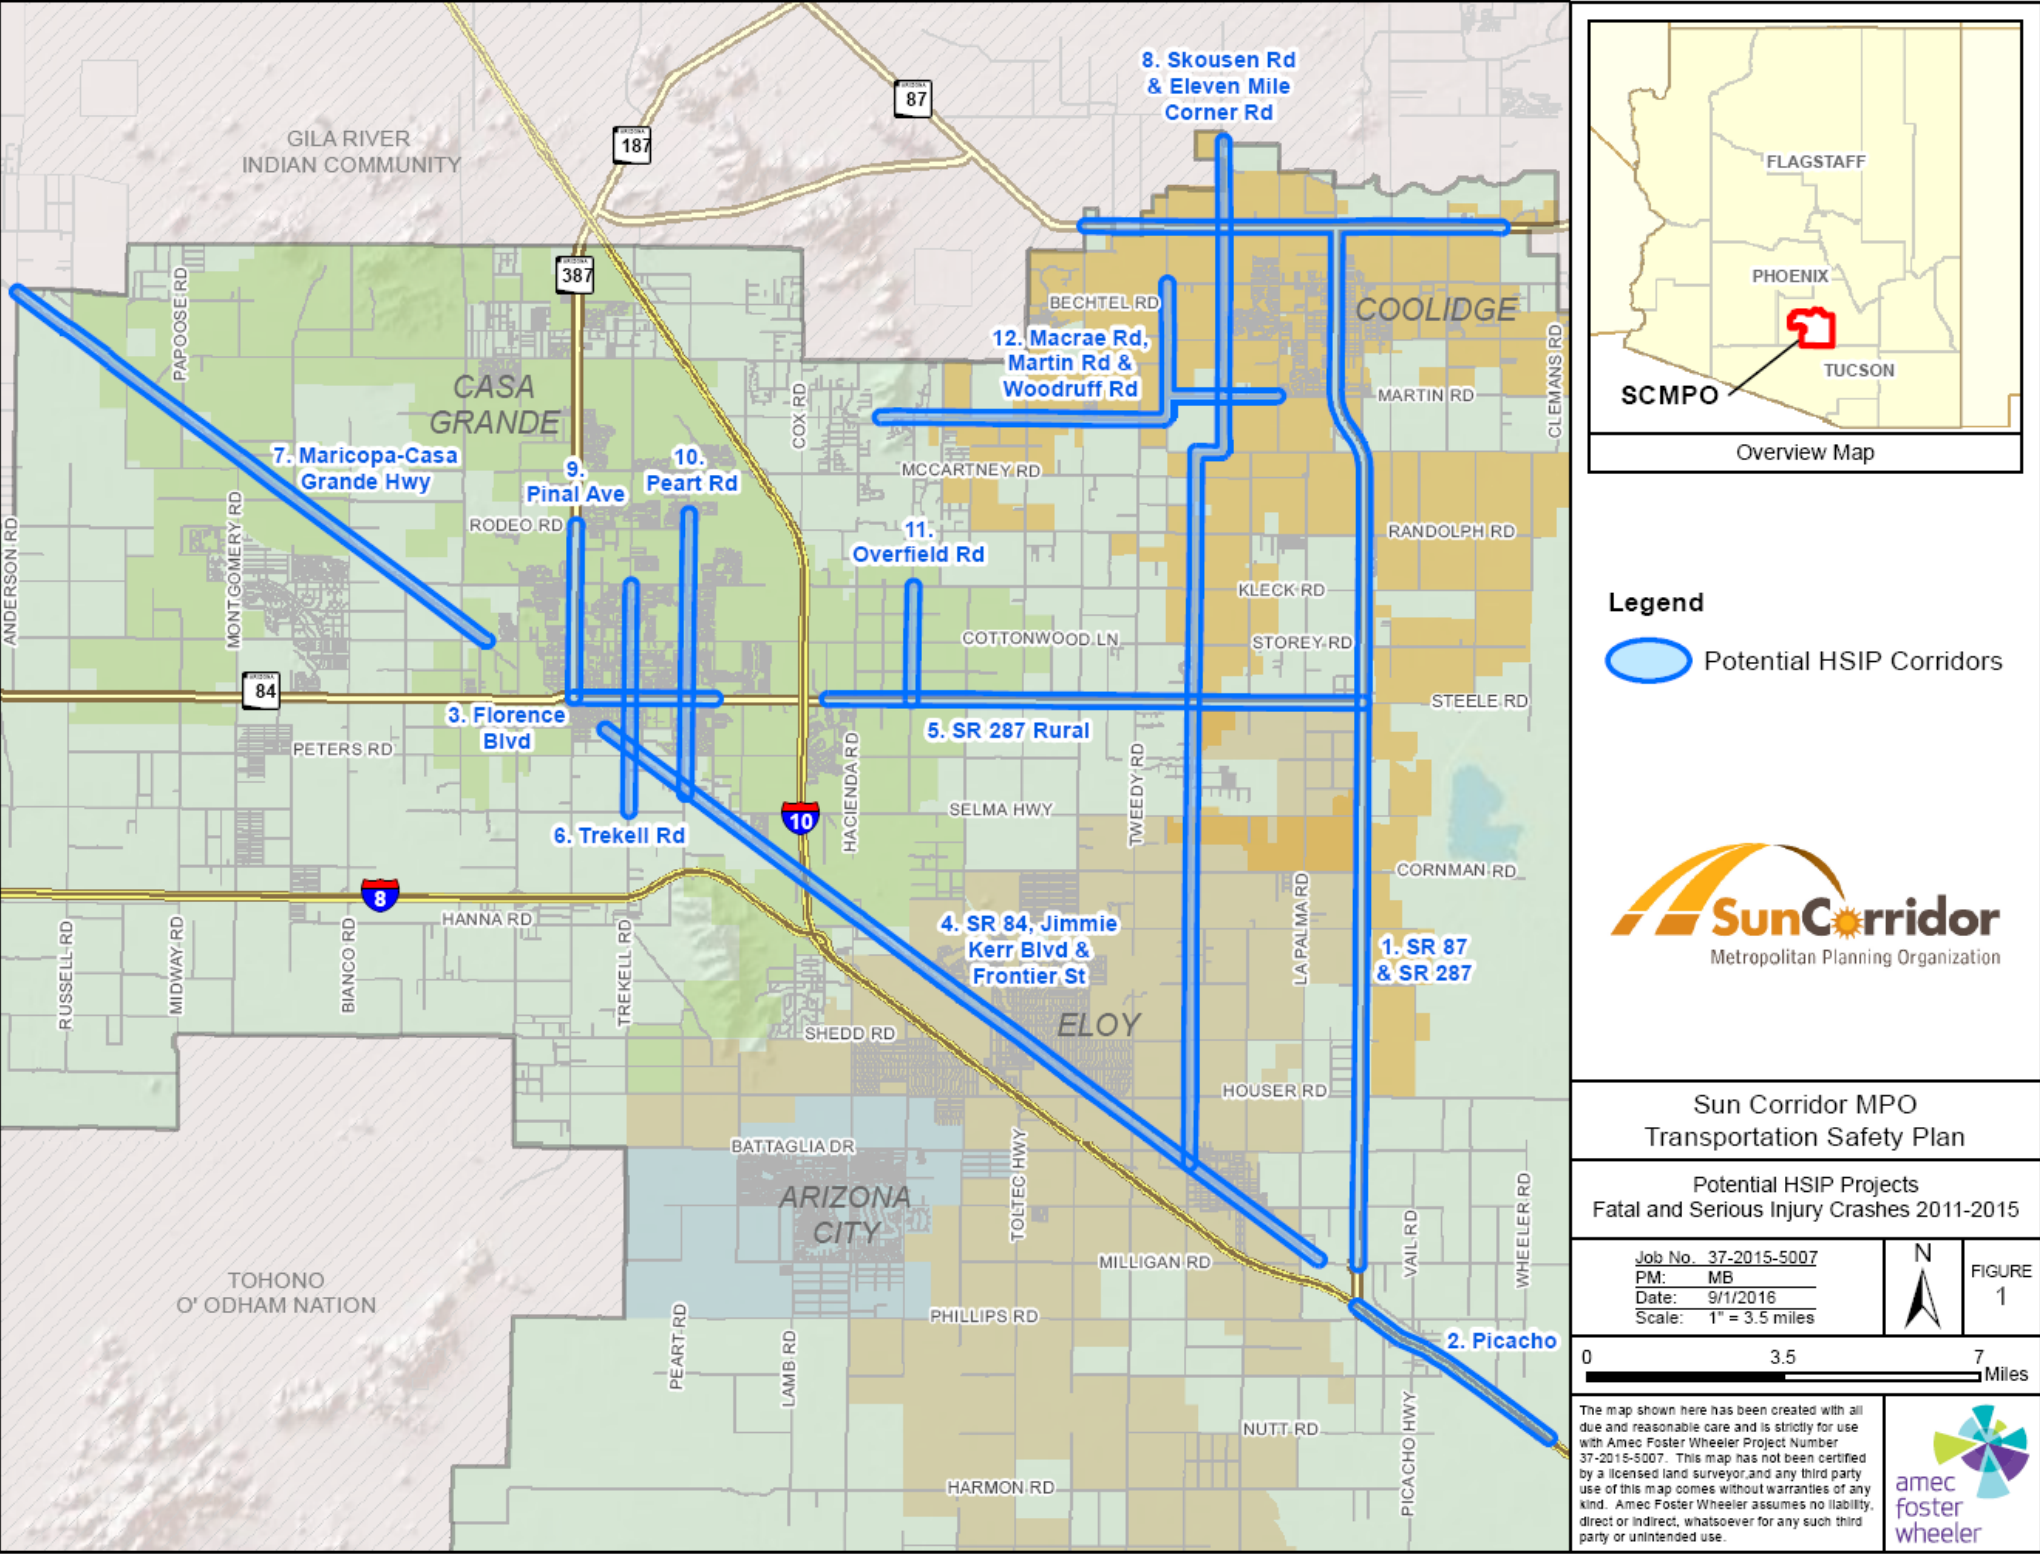 8. Skousen Rd
& Eleven Mile
Corner Rd
ARIZONA
87
ARIZONA
187
GILA RIVER
INDIAN COMMUNITY
ARIZONA
387
PAPOOSE RD
BECHTEL RD
COOLIDGE
12. Macrae Rd,
Martin Rd &
Woodruff Rd
CLEMANS RD
CASA
GRANDE
COX RD
MARTIN RD
7. Maricopa-Casa
Grande Hwy
9.
Pinal Ave
10.
Peart Rd
MCCARTNEY RD
MONTGOMERY RD
ANDERSON RD
RODEO RD
11.
Overfield Rd
RANDOLPH RD
KLECK RD
COTTONWOOD LN
STOREY RD
ARIZONA
84
3. Florence
Blvd
5. SR 287 Rural
STEELE RD
PETERS RD
HACIENDA RD
TWEEDY RD
SELMA HWY
10
6. Trekell Rd
CORNMAN RD
8
HANNA RD
RUSSELL RD
MIDWAY RD
BIANCO RD
TREKELL RD
4. SR 84, Jimmie
Kerr Blvd &
Frontier St
LA PALMA RD
1. SR 87
& SR 287
SHEDD RD
ELOY
HOUSER RD
BATTAGLIA DR
TOLTEC HWY
ARIZONA
CITY
VAIL RD
WHEELER RD
MILLIGAN RD
TOHONO
O' ODHAM NATION
PEART RD
LAMB RD
PHILLIPS RD
2. Picacho
NUTT RD
PICACHO HWY
HARMON RD
FLAGSTAFF
PHOENIX
TUCSON
SCMPO
Overview Map
Legend
Potential HSIP Corridors
SunCorridor
Metropolitan Planning Organization
Sun Corridor MPO
Transportation Safety Plan
Potential HSIP Projects
Fatal and Serious Injury Crashes 2011-2015
Job No. 37-2015-5007
PM: MB
Date: 9/1/2016
Scale: 1" = 3.5 miles
N
FIGURE
1
0 3.5 7
Miles
The map shown here has been created with all
due and reasonable care and is strictly for use
with Amec Foster Wheeler Project Number
37-2015-5007. This map has not been certified
by a licensed land surveyor,and any third party
use of this map comes without warranties of any
kind. Amec Foster Wheeler assumes no liability,
direct or indirect, whatsoever for any such third
party or unintended use.
amec
foster
wheeler